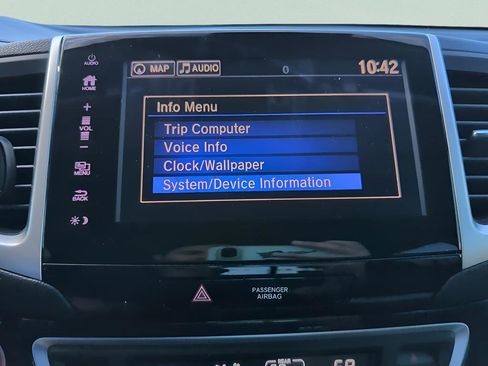 AUDIO
HOME
+
VOL
−
MENU
BACK
MAP
AUDIO
10:42
Info Menu
Trip Computer
Voice Info
Clock/Wallpaper
System/Device Information
PASSENGER
AIRBAG
REAR